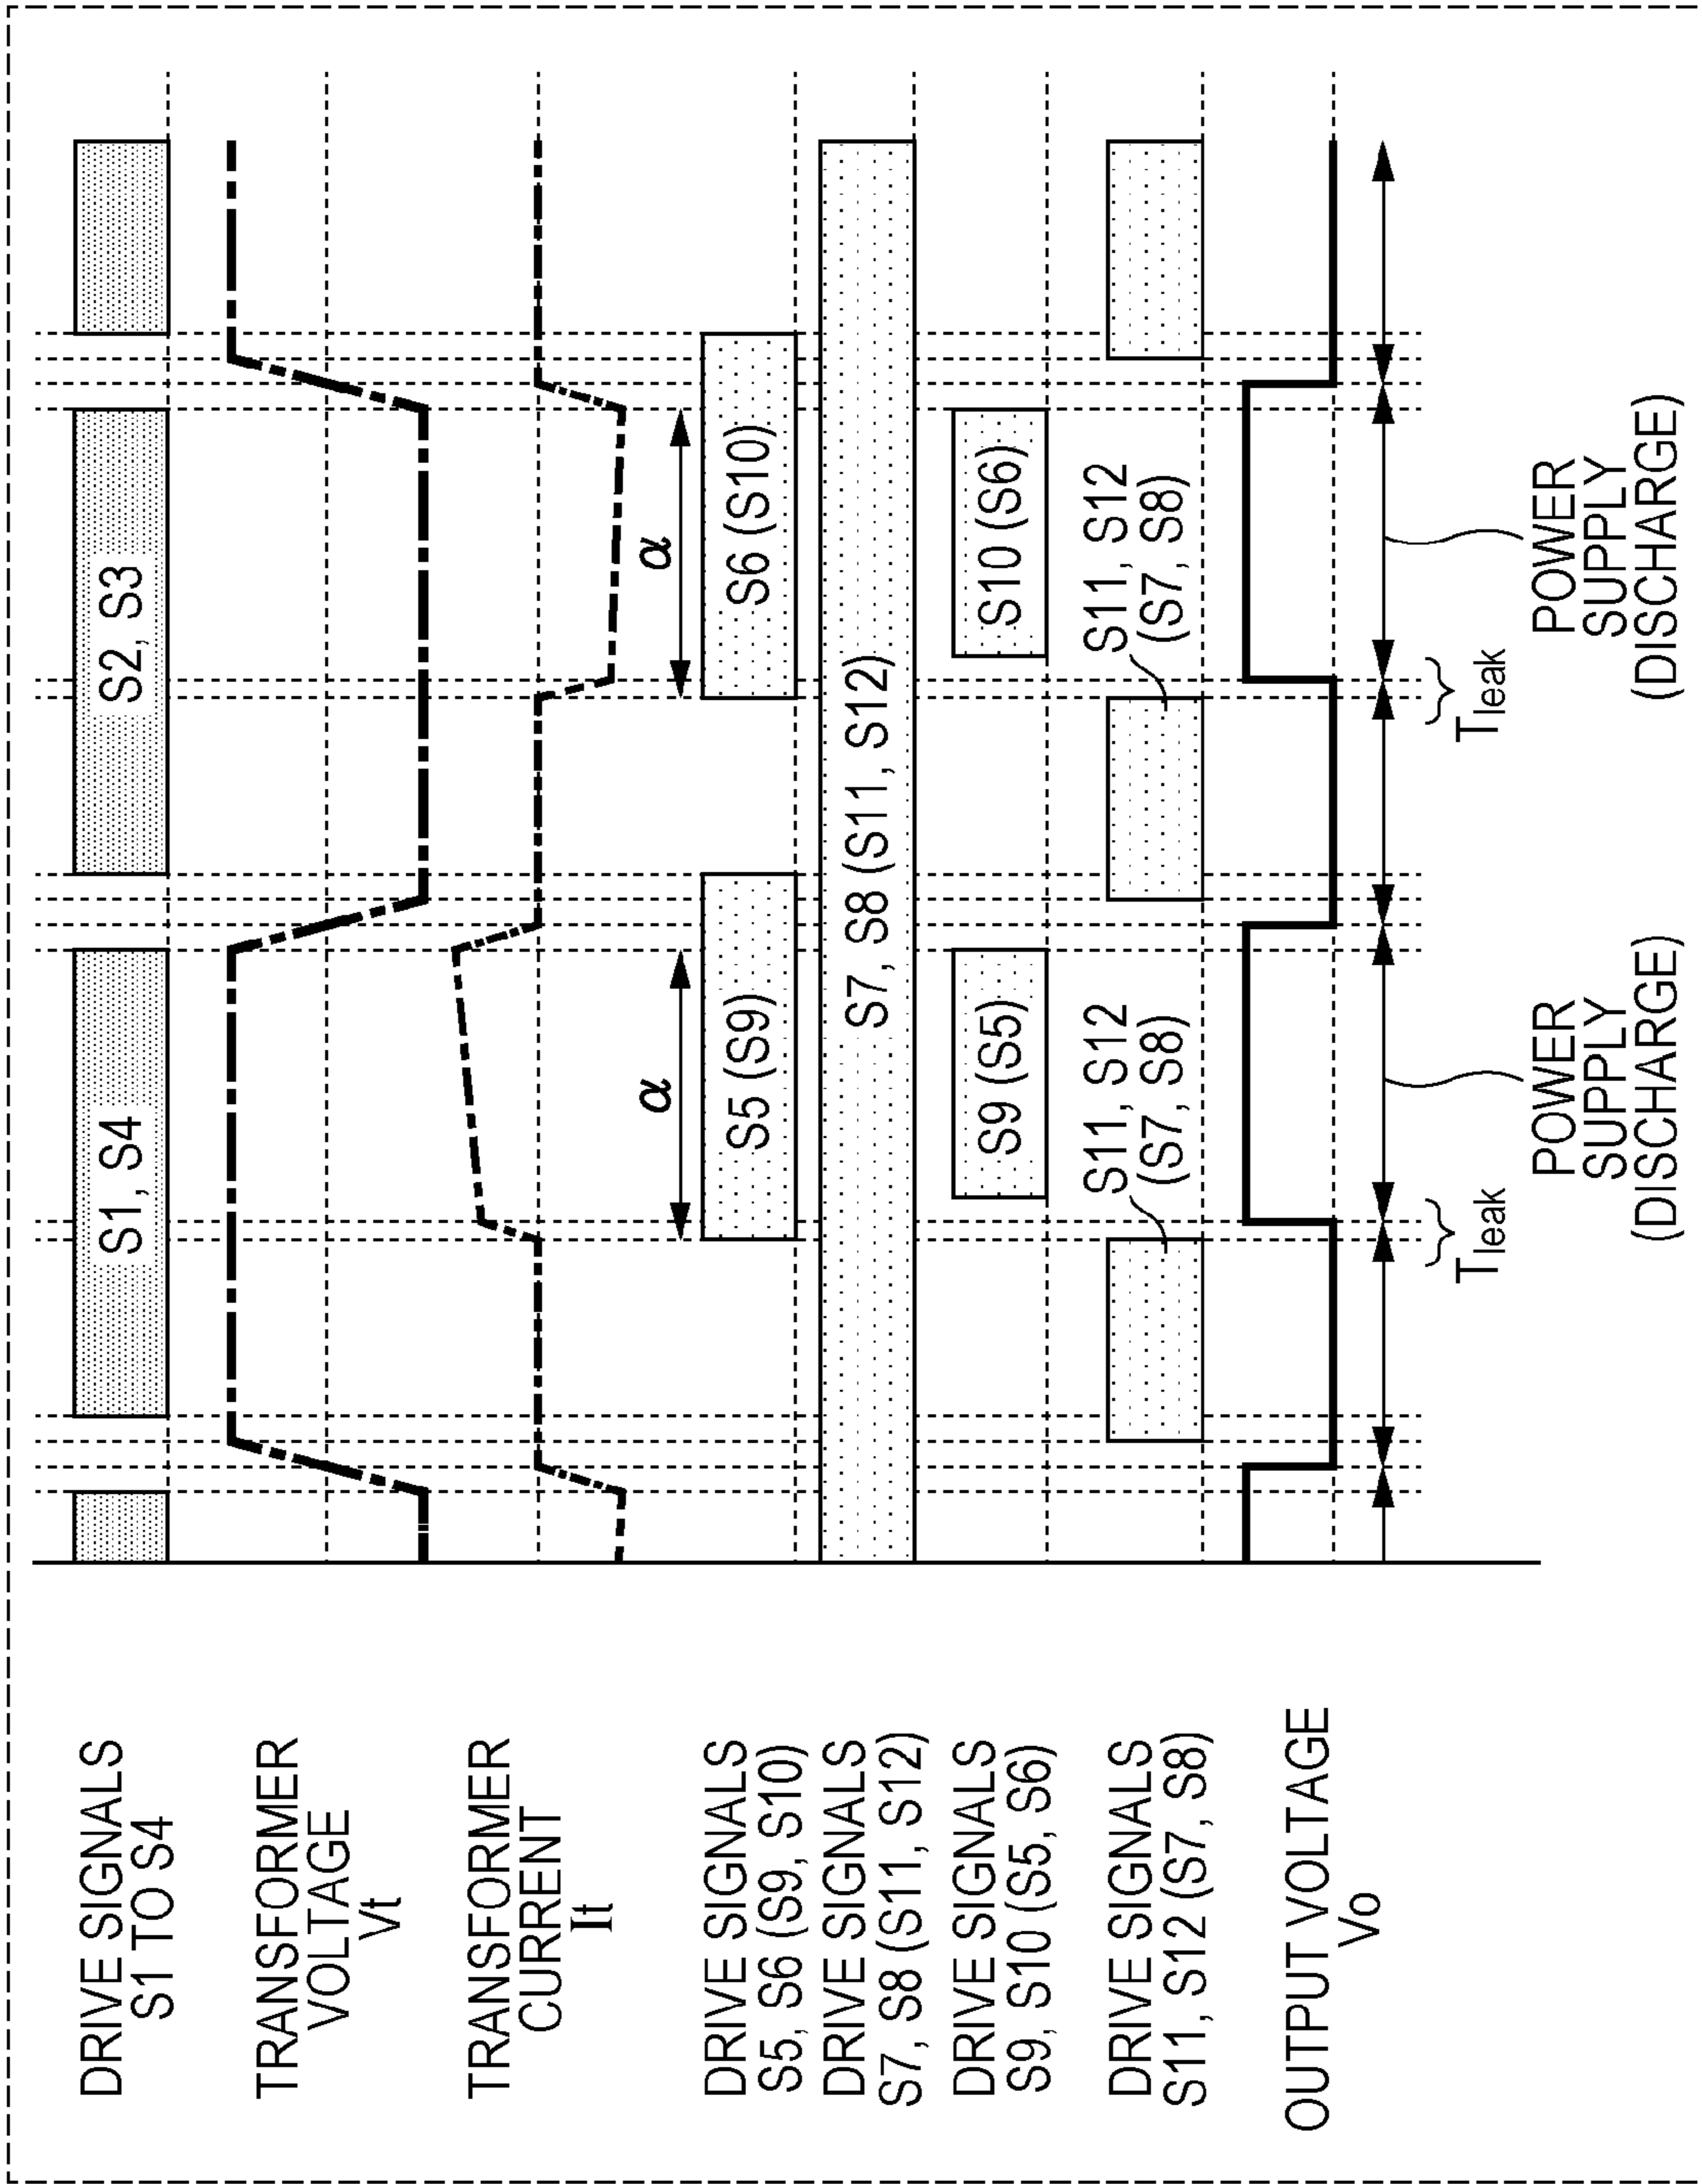 DRIVE SIGNALS
S1 TO S4
S1, S4
S2, S3
TRANSFORMER
VOLTAGE
Vt
TRANSFORMER
CURRENT
It
α
α
DRIVE SIGNALS
S5, S6 (S9, S10)
S5 (S9)
S6 (S10)
DRIVE SIGNALS
S7, S8 (S11, S12)
S7, S8 (S11, S12)
DRIVE SIGNALS
S9, S10 (S5, S6)
S9 (S5)
S10 (S6)
DRIVE SIGNALS
S11, S12 (S7, S8)
S11, S12
(S7, S8)
S11, S12
(S7, S8)
OUTPUT VOLTAGE
Vo
Tleak
Tleak
POWER
SUPPLY
(DISCHARGE)
POWER
SUPPLY
(DISCHARGE)